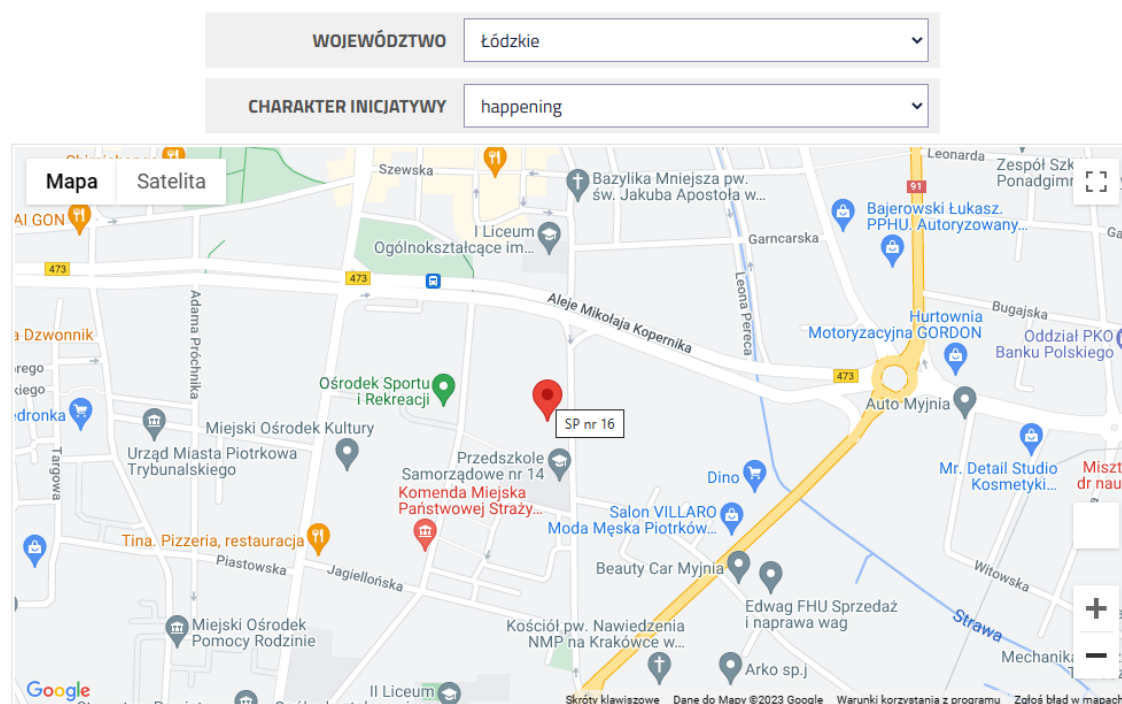 WOJEWÓDZTWO
Łódzkie
CHARAKTER INICJATYWY
happening
Mapa
Satelita
Szewska
Bazylika Mniejsza pw.
św. Jakuba Apostoła w...
Leonarda
91
Zespół Szk
Ponadgimn
AI GON
I Liceum
Ogólnokształcące im...
Garncarska
Bajerowski Łukasz.
PPHU. Autoryzowany...
Ga
473
473
Adama Próchnika
Aleje Mikołaja Kopernika
Leona Pereca
Bugajska
a Dzwonnik
Hurtownia
Motoryzacyjna GORDON
Oddział PKO
Banku Polskiego
rego
kiego
473
Ośrodek Sportu
i Rekreacji
Auto Myjnia
edronka
SP nr 16
Miejski Ośrodek Kultury
Urząd Miasta Piotrkowa
Trybunalskiego
Targowa
Przedszkole
Samorządowe nr 14
Dino
Mr. Detail Studio
Kosmetyki...
Miszt
dr nau
Komenda Miejska
Państwowej Straży...
Salon VILLARO
Moda Męska Piotrków...
Tina. Pizzeria, restauracja
Piastowska
Jagiellońska
Beauty Car Myjnia
Witowska
Edwag FHU Sprzedaż
i naprawa wag
Strawa
Miejski Ośrodek
Pomocy Rodzinie
Kościół pw. Nawiedzenia
NMP na Krakówce w...
Mechanika
Arko sp.j
Google
II Liceum
Skróty klawiszowe
Dane do Mapy ©2023 Google
Warunki korzystania z programu
Zgłoś błąd w mapach